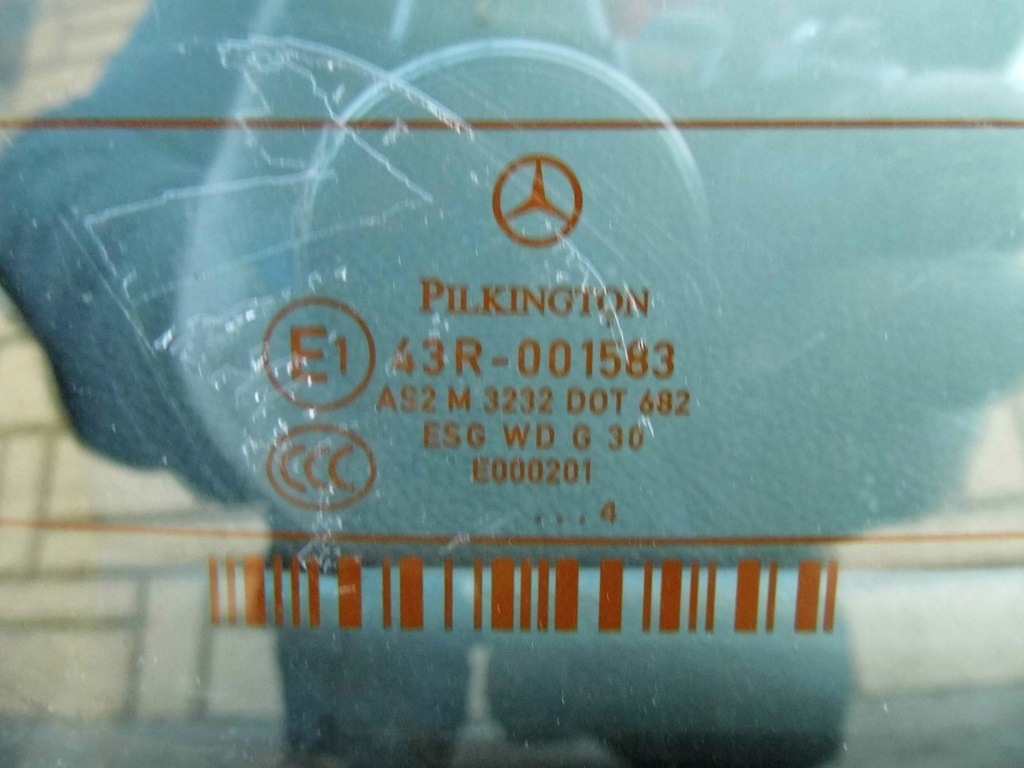 PILKINGTON
E1 43R-001583
AS2 M 3232 DOT 682
ESG WD G 30
CCC E000201
...4